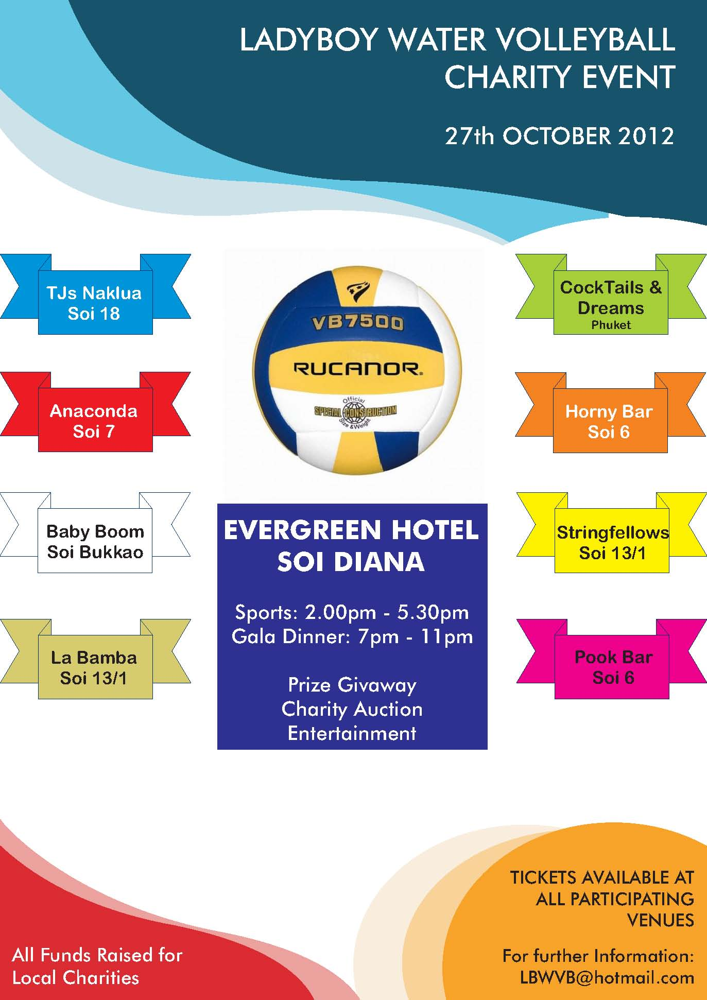 LADYBOY WATER VOLLEYBALL
CHARITY EVENT
27th OCTOBER 2012
TJs Naklua
Soi 18
Anaconda
Soi 7
Baby Boom
Soi Bukkao
La Bamba
Soi 13/1
VB7500
RUCANOR®
Official
SPECIAL CONSTRUCTION
Size & Weight
CockTails &
Dreams
Phuket
Horny Bar
Soi 6
Stringfellows
Soi 13/1
Pook Bar
Soi 6
EVERGREEN HOTEL
SOI DIANA
Sports: 2.00pm - 5.30pm
Gala Dinner: 7pm - 11pm
Prize Givaway
Charity Auction
Entertainment
All Funds Raised for
Local Charities
TICKETS AVAILABLE AT
ALL PARTICIPATING
VENUES
For further Information:
LBWVB@hotmail.com